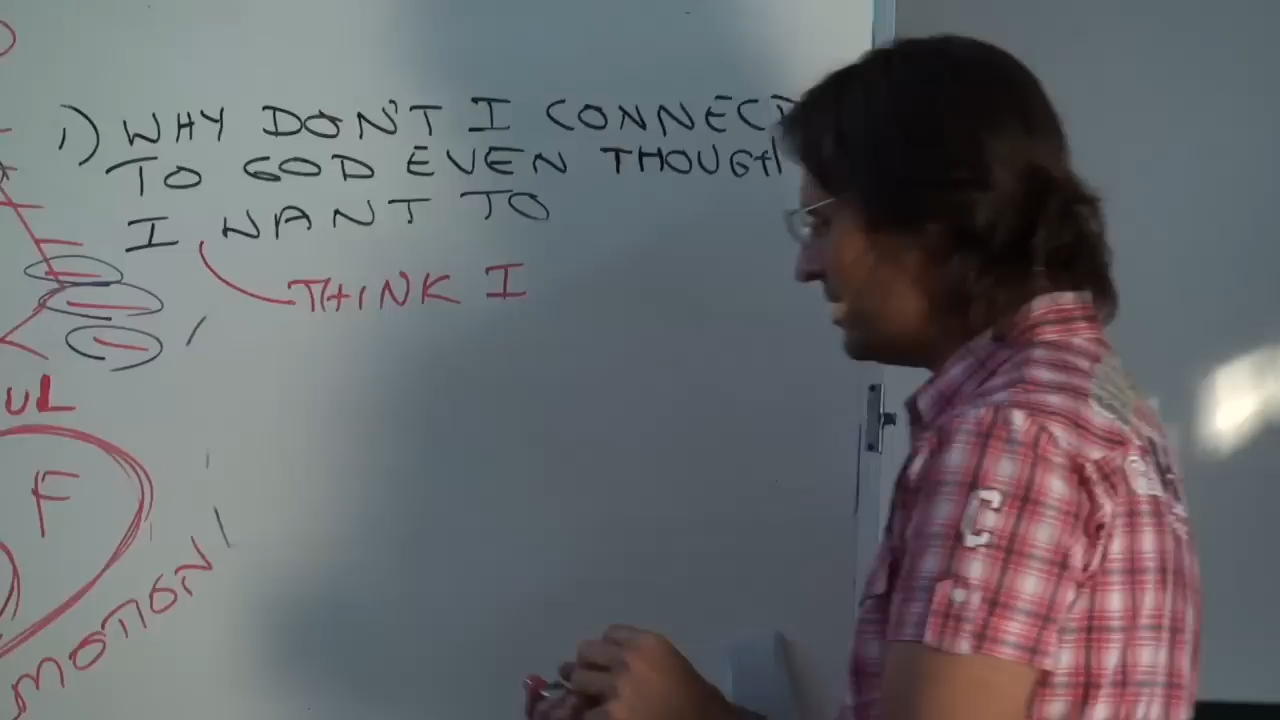 1) WHY DON'T I CONNECT
TO GOD EVEN THOUGH
I WANT TO
THINK I
UL
F
MOTION
C